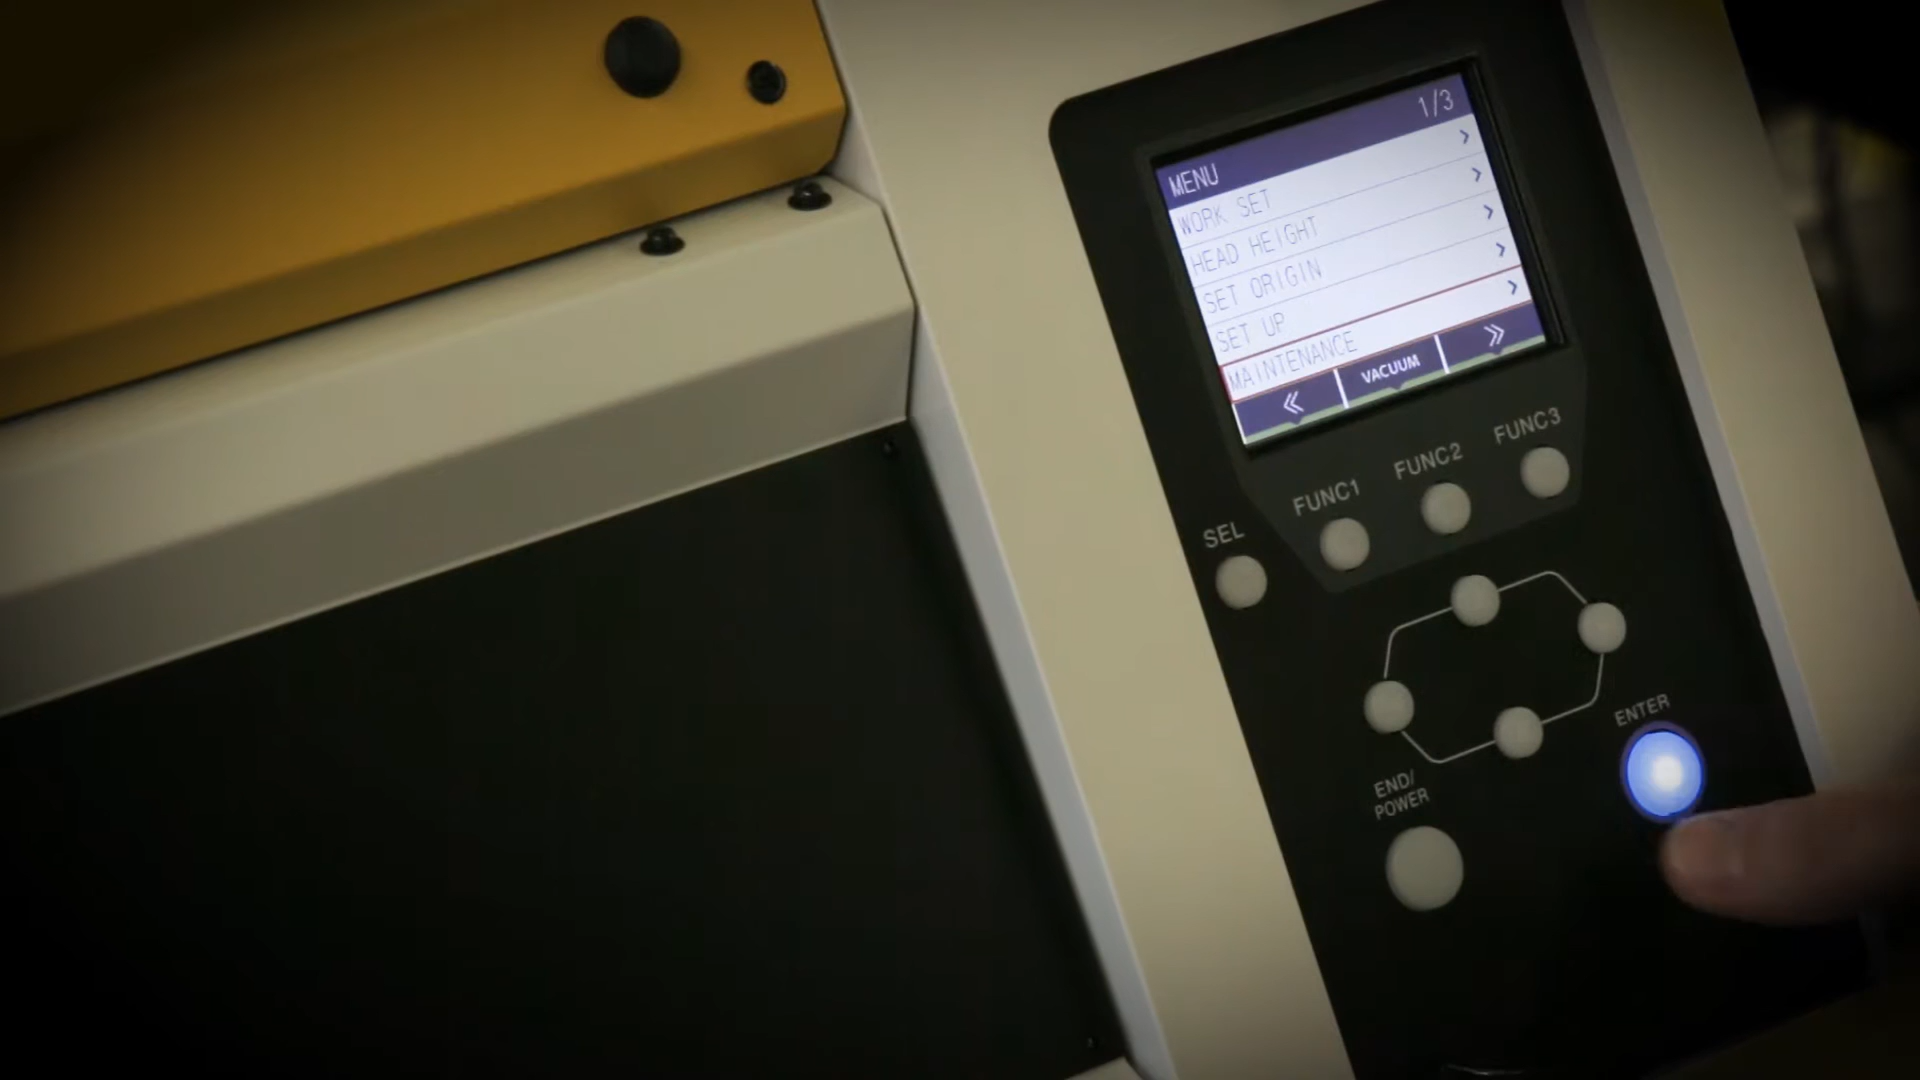 MENU 1/3
WORK SET >
HEAD HEIGHT >
SET ORIGIN >
SET UP >
MAINTENANCE >
« VACUUM »
SEL FUNC1 FUNC2 FUNC3
ENTER
END/
POWER